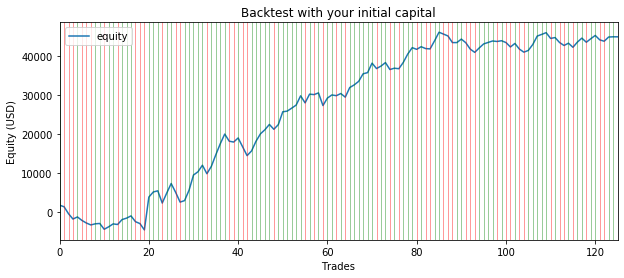 Backtest with your initial capital
equity
Equity (USD)
40000
30000
20000
10000
0
0 20 40 60 80 100 120
Trades